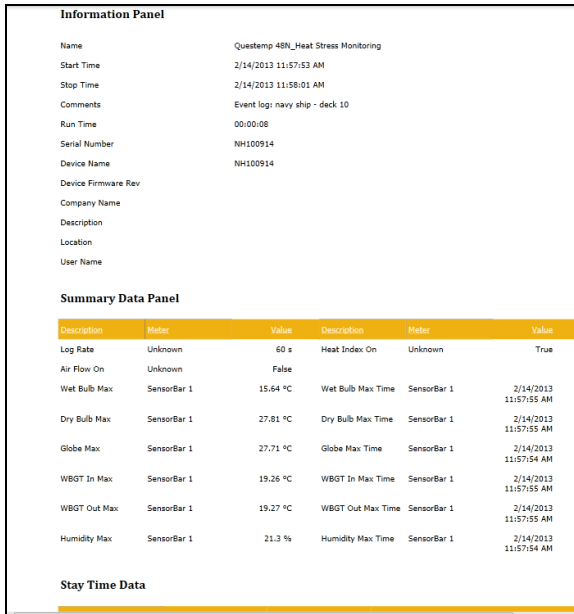 Information Panel
Name Questemp 48N_Heat Stress Monitoring
Start Time 2/14/2013 11:57:53 AM
Stop Time 2/14/2013 11:58:01 AM
Comments Event log: navy ship - deck 10
Run Time 00:00:08
Serial Number NH100914
Device Name NH100914
Device Firmware Rev
Company Name
Description
Location
User Name
Summary Data Panel
Description Meter Value Description Meter Value
Log Rate Unknown 60 s Heat Index On Unknown True
Air Flow On Unknown False
Wet Bulb Max SensorBar 1 15.64 ºC Wet Bulb Max Time SensorBar 1 2/14/2013
11:57:55 AM
Dry Bulb Max SensorBar 1 27.81 ºC Dry Bulb Max Time SensorBar 1 2/14/2013
11:57:55 AM
Globe Max SensorBar 1 27.71 ºC Globe Max Time SensorBar 1 2/14/2013
11:57:54 AM
WBGT In Max SensorBar 1 19.26 ºC WBGT In Max Time SensorBar 1 2/14/2013
11:57:55 AM
WBGT Out Max SensorBar 1 19.27 ºC WBGT Out Max Time SensorBar 1 2/14/2013
11:57:55 AM
Humidity Max SensorBar 1 21.3 % Humidity Max Time SensorBar 1 2/14/2013
11:57:54 AM
Stay Time Data